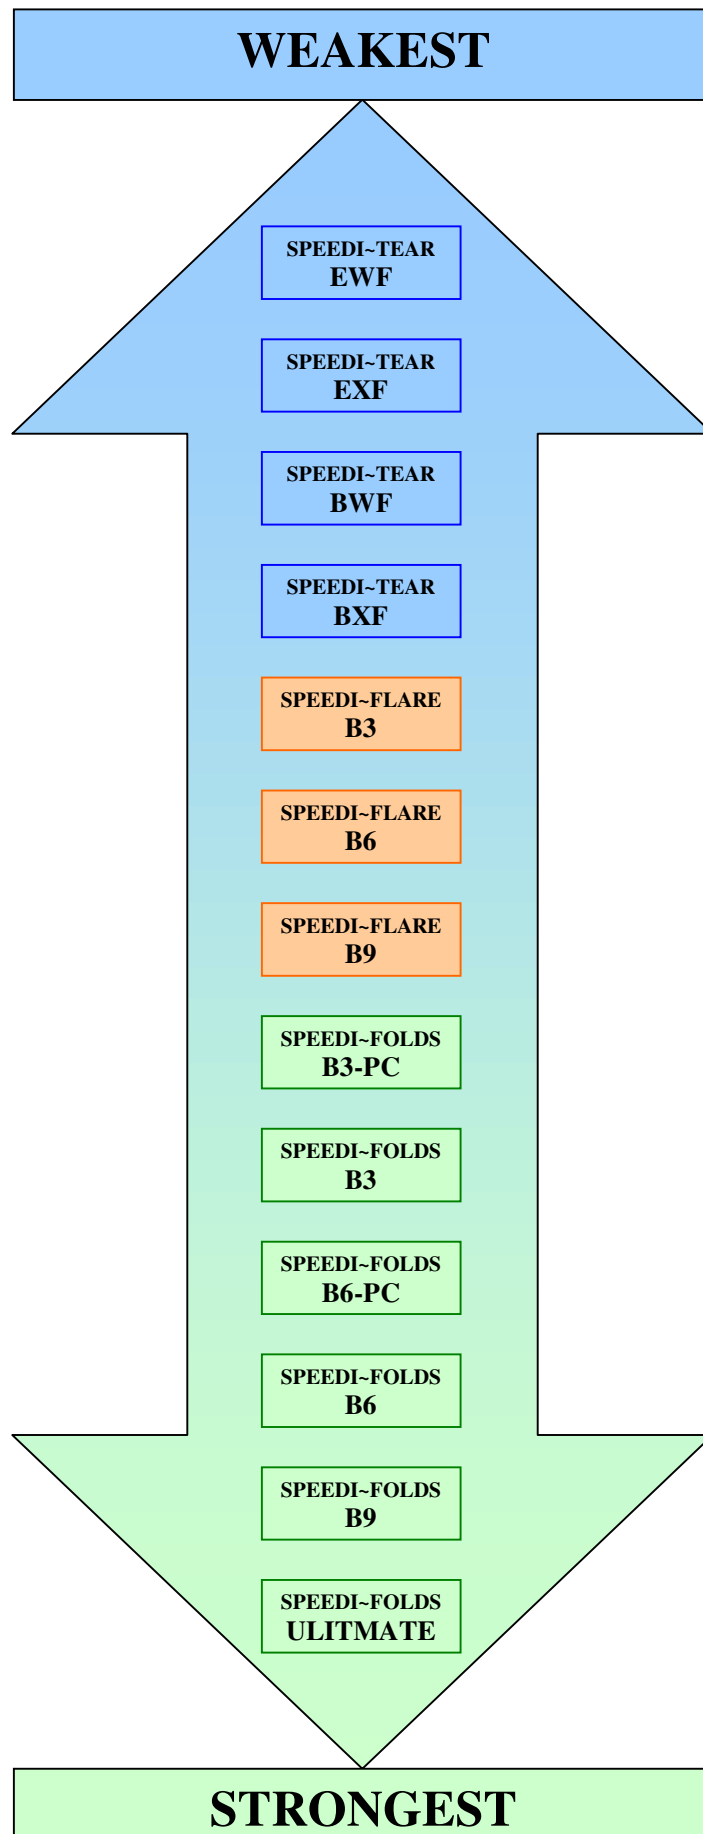 WEAKEST
SPEEDI~TEAR
EWF
SPEEDI~TEAR
EXF
SPEEDI~TEAR
BWF
SPEEDI~TEAR
BXF
SPEEDI~FLARE
B3
SPEEDI~FLARE
B6
SPEEDI~FLARE
B9
SPEEDI~FOLDS
B3-PC
SPEEDI~FOLDS
B3
SPEEDI~FOLDS
B6-PC
SPEEDI~FOLDS
B6
SPEEDI~FOLDS
B9
SPEEDI~FOLDS
ULITMATE
STRONGEST